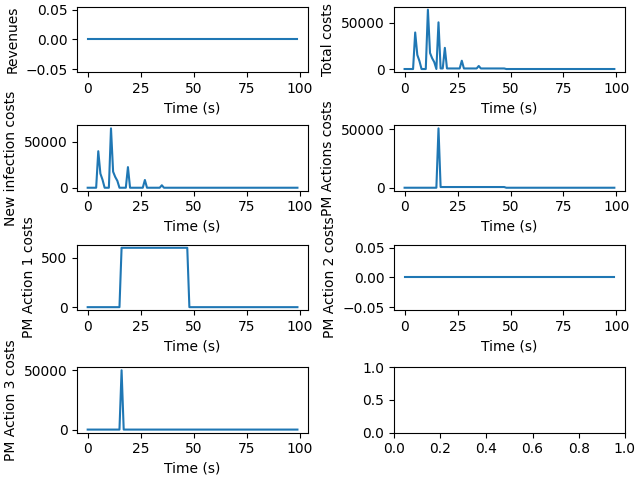 Revenues
0.05
0.00
−0.05
0 25 50 75 100
Time (s)
Total costs
50000
0
0 25 50 75 100
Time (s)
New infection costs
50000
0
0 25 50 75 100
Time (s)
PM Actions costs
50000
0
0 25 50 75 100
Time (s)
PM Action 1 costs
500
0
0 25 50 75 100
Time (s)
PM Action 2 costs
0.05
0.00
−0.05
0 25 50 75 100
Time (s)
PM Action 3 costs
50000
0
0 25 50 75 100
Time (s)
1.0
0.5
0.0
0.0 0.2 0.4 0.6 0.8 1.0